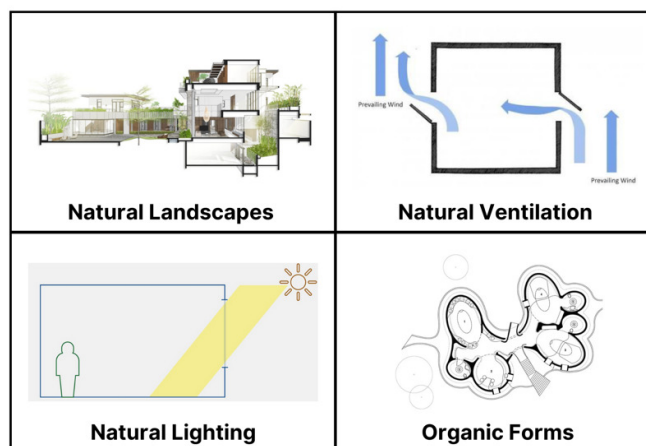 Natural Landscapes
Prevailing Wind
Prevailing Wind
Natural Ventilation
Natural Lighting
Organic Forms